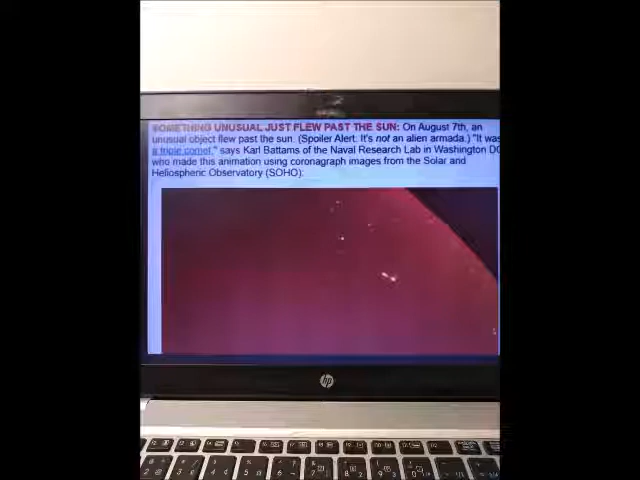 SOMETHING UNUSUAL JUST FLEW PAST THE SUN: On August 7th, an
unusual object flew past the sun. (Spoiler Alert: It's not an alien armada.) "It was
a triple comet," says Karl Battams of the Naval Research Lab in Washington DC
who made this animation using coronagraph images from the Solar and
Heliospheric Observatory (SOHO):
hp